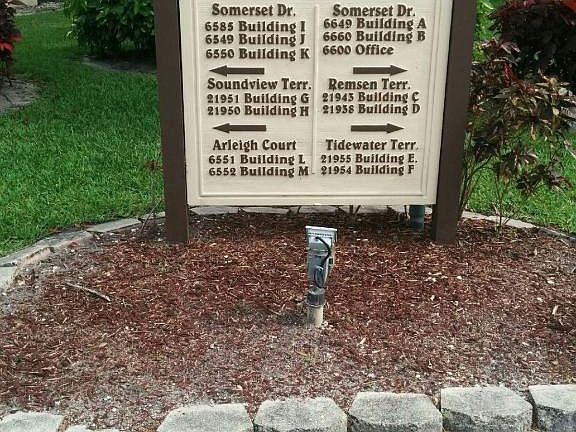 Somerset Dr.
6585 Building I
6549 Building J
6550 Building K
Soundview Terr.
21951 Building G
21950 Building H
Arleigh Court
6551 Building L
6552 Building M
Somerset Dr.
6649 Building A
6660 Building B
6600 Office
Remsen Terr.
21943 Building C
21938 Building D
Tidewater Terr.
21955 Building E.
21954 Building F